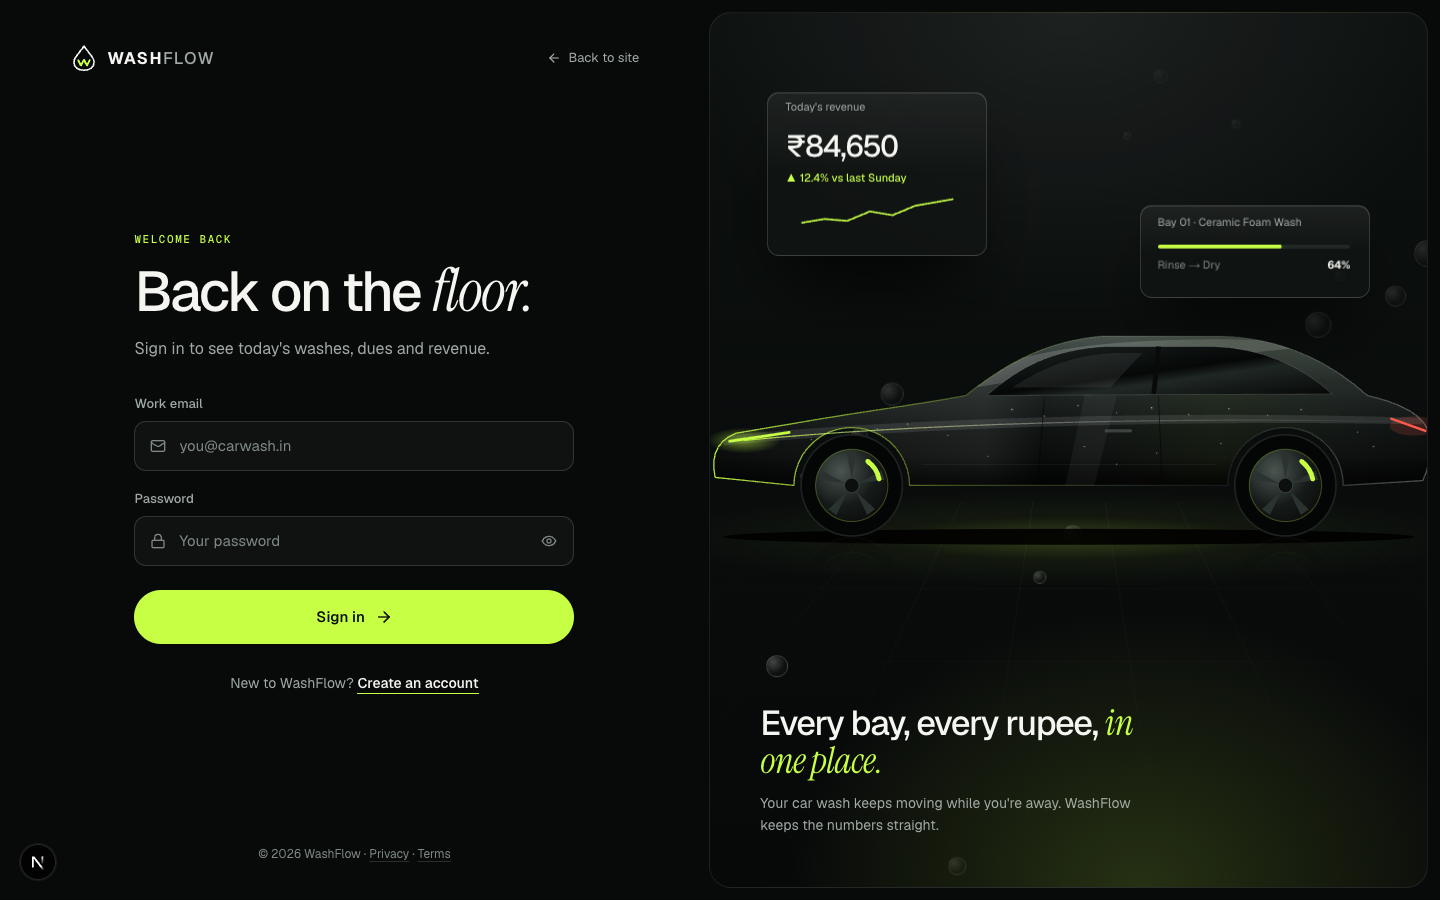 WASHFLOW
← Back to site
WELCOME BACK
Back on the floor.
Sign in to see today's washes, dues and revenue.
Work email
you@carwash.in
Password
Your password
Sign in →
New to WashFlow? Create an account
© 2026 WashFlow · Privacy · Terms
N
Today's revenue
₹84,650
▲ 12.4% vs last Sunday
Bay 01 · Ceramic Foam Wash
Rinse → Dry 64%
Every bay, every rupee, in
one place.
Your car wash keeps moving while you're away. WashFlow
keeps the numbers straight.